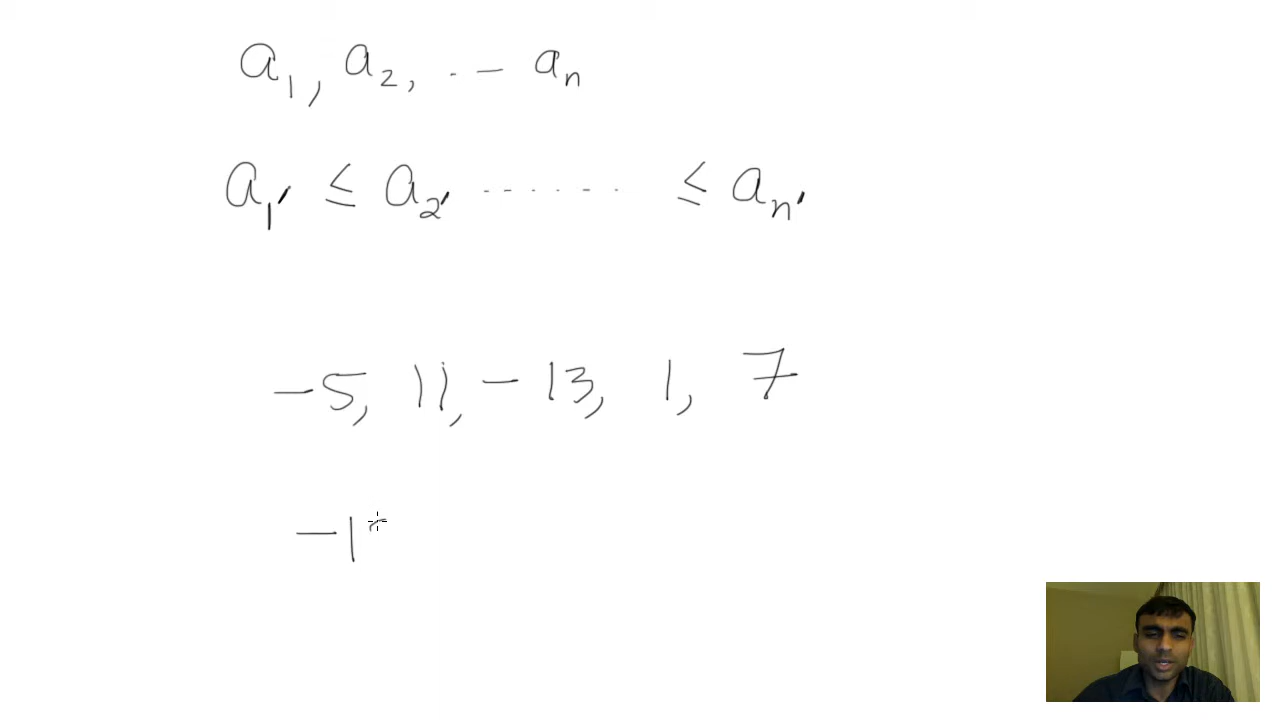 a₁, a₂, ... aₙ
a₁' ≤ a₂' ....... ≤ aₙ'
-5, 11, -13, 1, 7
-1